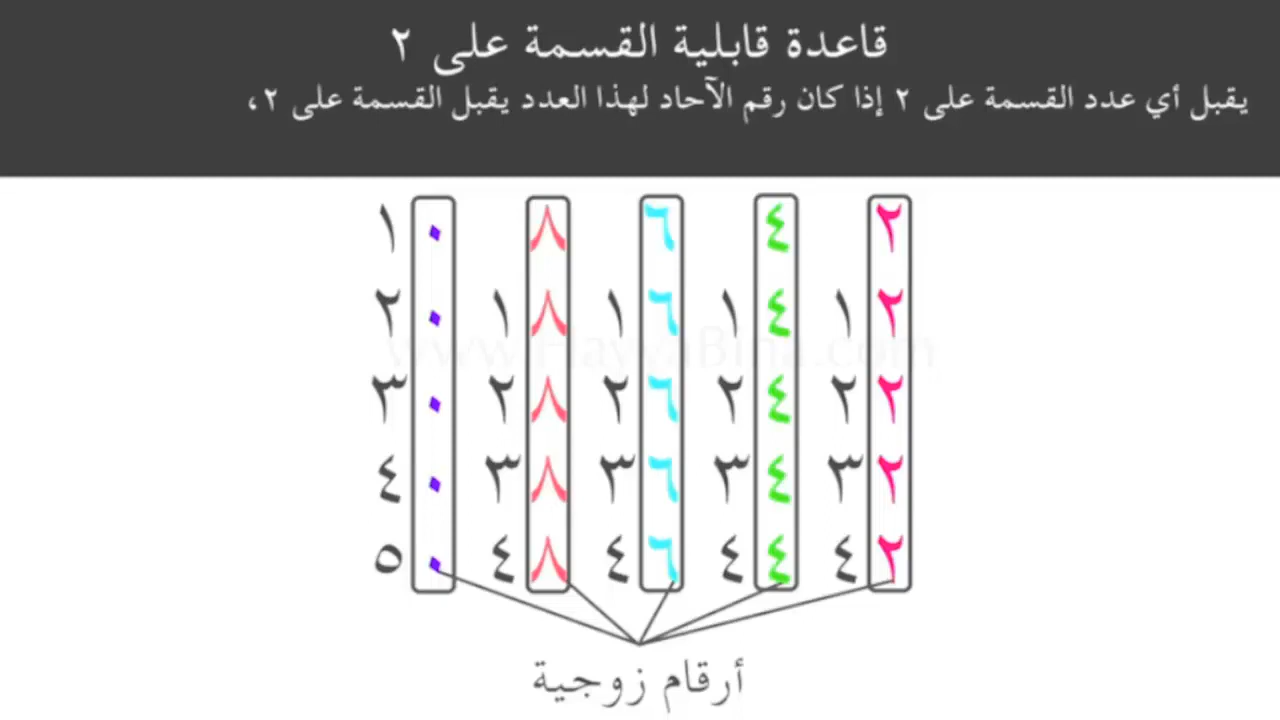 قاعدة قابلية القسمة على ٢
يقبل أي عدد القسمة على ٢ إذا كان رقم الآحاد لهذا العدد يقبل القسمة على ٢،
٢ ٤ ٦ ٨ ١٠
١٢ ١٤ ١٦ ١٨ ٢٠
٢٢ ٢٤ ٢٦ ٢٨ ٣٠
٣٢ ٣٤ ٣٦ ٣٨ ٤٠
٤٢ ٤٤ ٤٦ ٤٨ ٥٠
أرقام زوجية